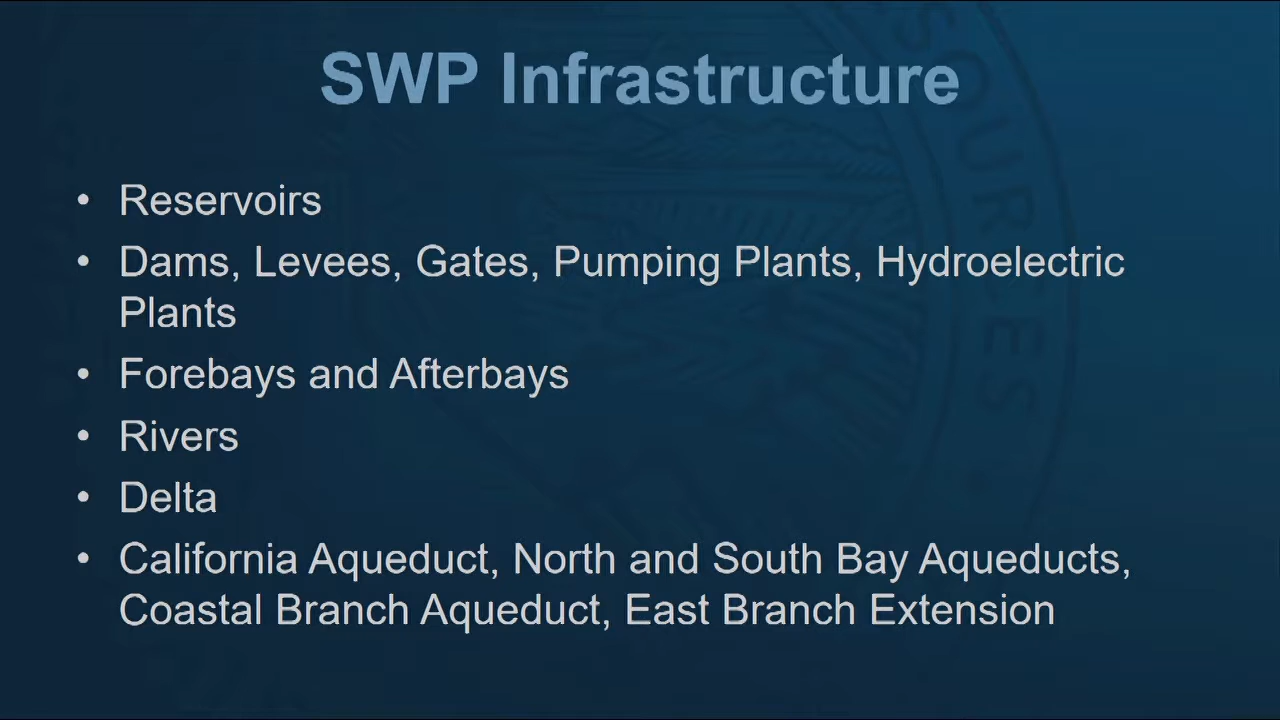 SWP Infrastructure
• Reservoirs
• Dams, Levees, Gates, Pumping Plants, Hydroelectric
Plants
• Forebays and Afterbays
• Rivers
• Delta
• California Aqueduct, North and South Bay Aqueducts,
Coastal Branch Aqueduct, East Branch Extension
OURCES